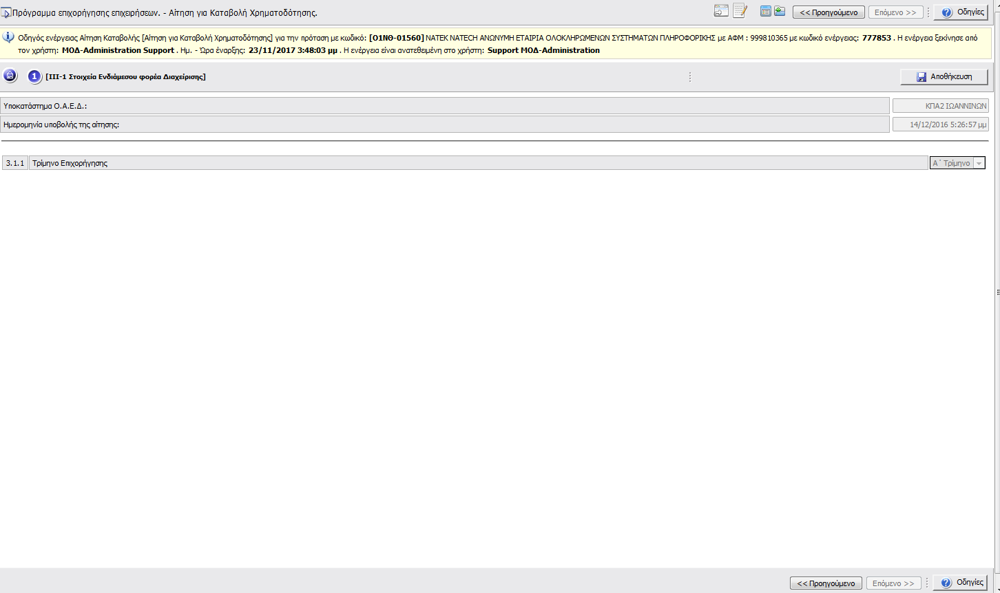 Πρόγραμμα επιχορήγησης επιχειρήσεων. - Αίτηση για Καταβολή Χρηματοδότησης.
<< Προηγούμενο
Επόμενο >>
Οδηγίες
Οδηγός ενέργειας Αίτηση Καταβολής [Αίτηση για Καταβολή Χρηματοδότησης] για την πρόταση με κωδικό: [Ο1ΝΘ-01560] NATEK NATECH ΑΝΩΝΥΜΗ ΕΤΑΙΡΙΑ ΟΛΟΚΛΗΡΩΜΕΝΩΝ ΣΥΣΤΗΜΑΤΩΝ ΠΛΗΡΟΦΟΡΙΚΗΣ με ΑΦΜ : 999810365 με κωδικό ενέργειας: 777853 . Η ενέργεια ξεκίνησε από
τον χρήστη: ΜΟΔ-Administration Support . Ημ. - Ώρα έναρξης: 23/11/2017 3:48:03 μμ . Η ενέργεια είναι ανατεθειμένη στο χρήστη: Support ΜΟΔ-Administration
1 [III-1 Στοιχεία Ενδιάμεσου φορέα Διαχείρισης]
Αποθήκευση
Υποκατάστημα Ο.Α.Ε.Δ.:
ΚΠΑ2 ΙΩΑΝΝΙΝΩΝ
Ημερομηνία υποβολής της αίτησης:
14/12/2016 5:26:57 μμ
3.1.1 Τρίμηνο Επιχορήγησης
Α΄ Τρίμηνο
<< Προηγούμενο
Επόμενο >>
Οδηγίες